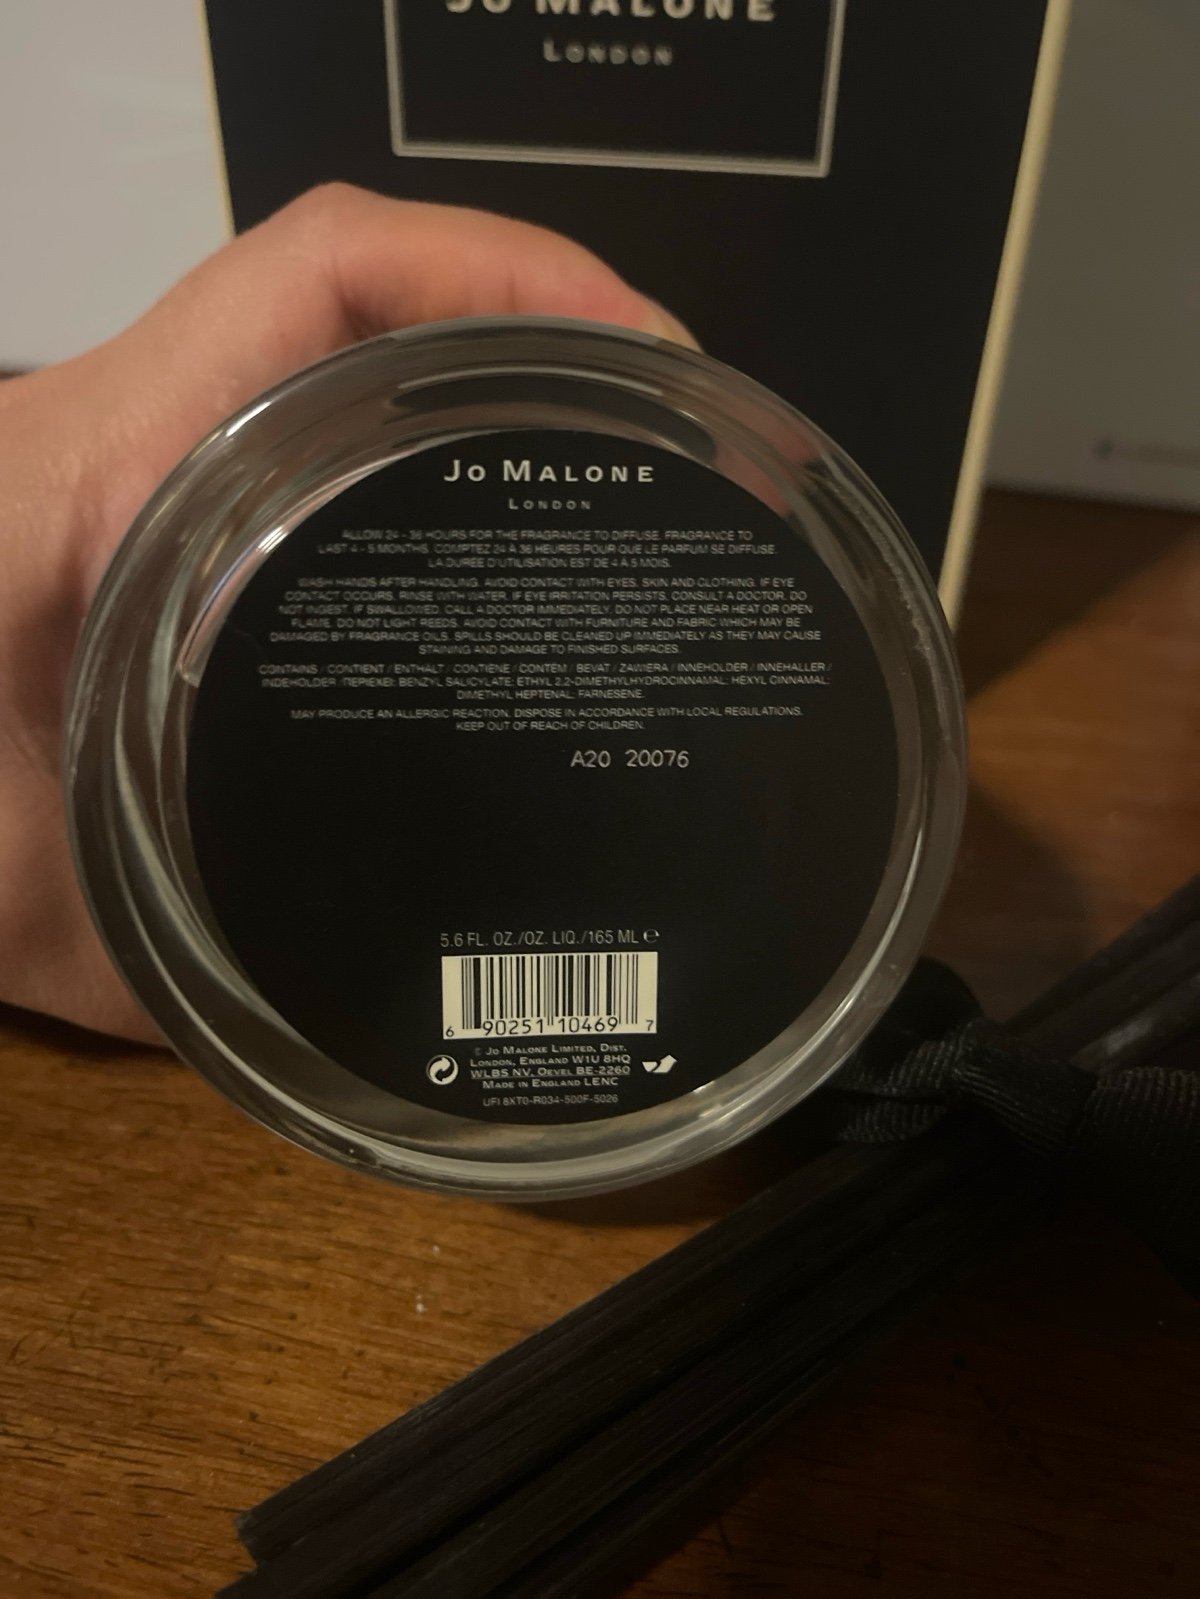 JO MALONE
LONDON
JO MALONE
LONDON
ALLOW 24 - 36 HOURS FOR THE FRAGRANCE TO DIFFUSE. FRAGRANCE TO
LAST 4 - 5 MONTHS. COMPTEZ 24 À 36 HEURES POUR QUE LE PARFUM SE DIFFUSE.
LA DURÉE D'UTILISATION EST DE 4 À 5 MOIS.
WASH HANDS AFTER HANDLING. AVOID CONTACT WITH EYES, SKIN AND CLOTHING. IF EYE
CONTACT OCCURS, RINSE WITH WATER. IF EYE IRRITATION PERSISTS, CONSULT A DOCTOR. DO
NOT INGEST. IF SWALLOWED, CALL A DOCTOR IMMEDIATELY. DO NOT PLACE NEAR HEAT OR OPEN
FLAME. DO NOT LIGHT REEDS. AVOID CONTACT WITH FURNITURE AND FABRIC WHICH MAY BE
DAMAGED BY FRAGRANCE OILS. SPILLS SHOULD BE CLEANED UP IMMEDIATELY AS THEY MAY CAUSE
STAINING AND DAMAGE TO FINISHED SURFACES.
CONTAINS / CONTIENT / ENTHÄLT / CONTIENE / CONTÉM / BEVAT / ZAWIERA / INNEHOLDER / INNEHÅLLER /
INDEHOLDER / ΠΕΡΙΕΧΕΙ: BENZYL SALICYLATE; ETHYL 2,2-DIMETHYLHYDROCINNAMAL; HEXYL CINNAMAL;
DIMETHYL HEPTENAL; FARNESENE.
MAY PRODUCE AN ALLERGIC REACTION. DISPOSE IN ACCORDANCE WITH LOCAL REGULATIONS.
KEEP OUT OF REACH OF CHILDREN.
A20 20076
5.6 FL. OZ./OZ. LIQ./165 ML ℮
6 90251 10469 7
© JO MALONE LIMITED, DIST.
LONDON, ENGLAND W1U 8HQ
WLBS NV, OEVEL BE-2260
MADE IN ENGLAND LENC
UFI 8XT0-R034-500F-5026